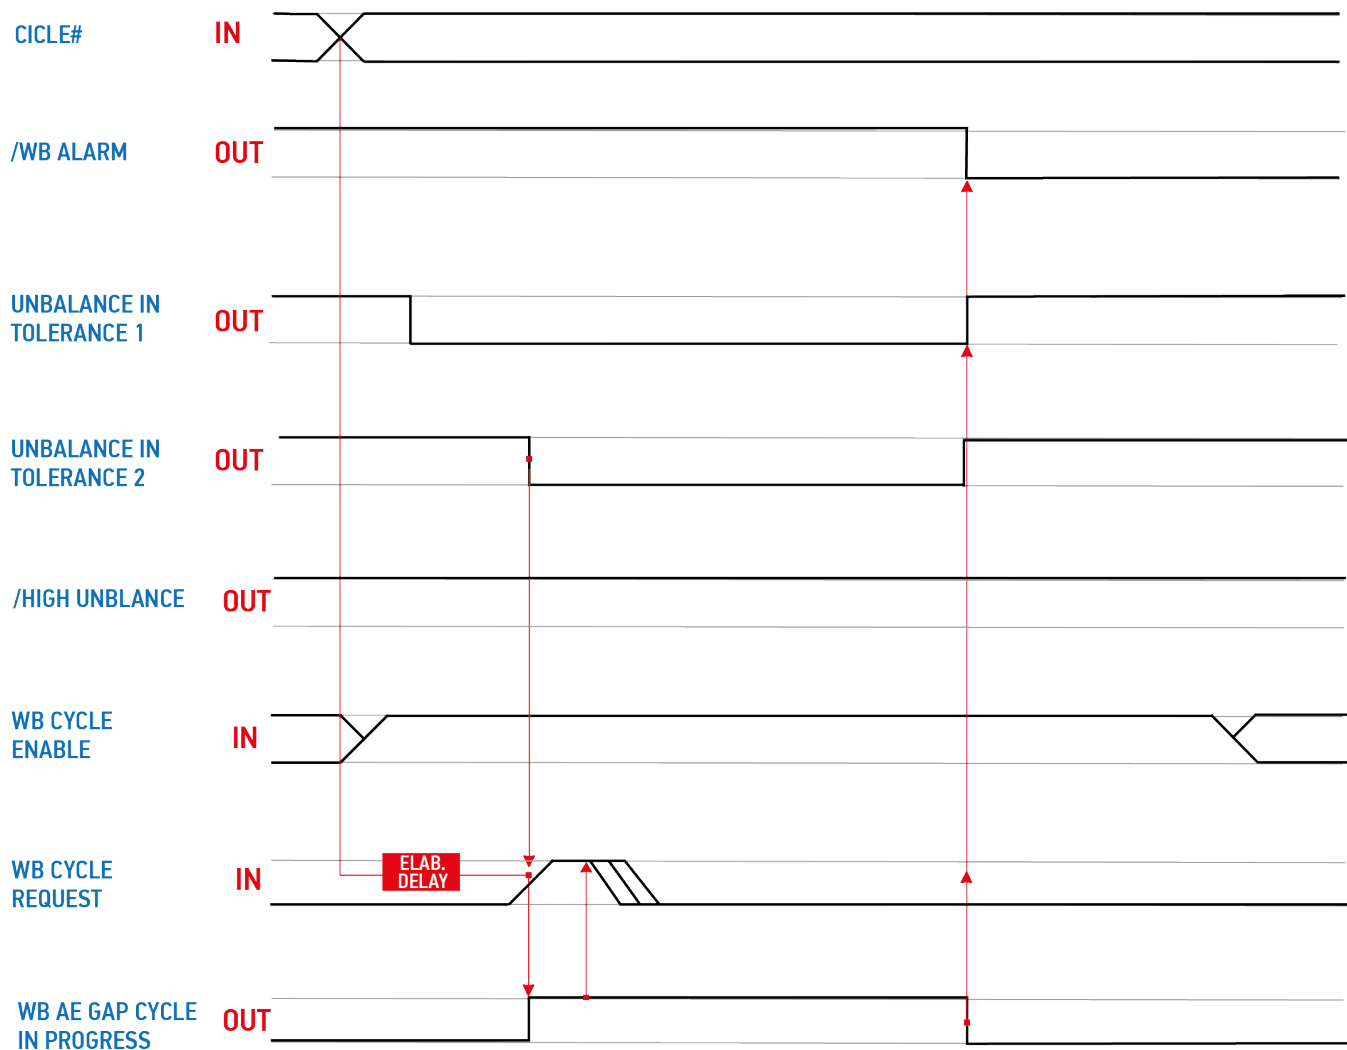 CICLE# IN
/WB ALARM OUT
UNBALANCE IN
TOLERANCE 1
OUT
UNBALANCE IN
TOLERANCE 2
OUT
/HIGH UNBLANCE OUT
WB CYCLE
ENABLE
IN
WB CYCLE
REQUEST
IN
ELAB.
DELAY
WB AE GAP CYCLE
IN PROGRESS
OUT